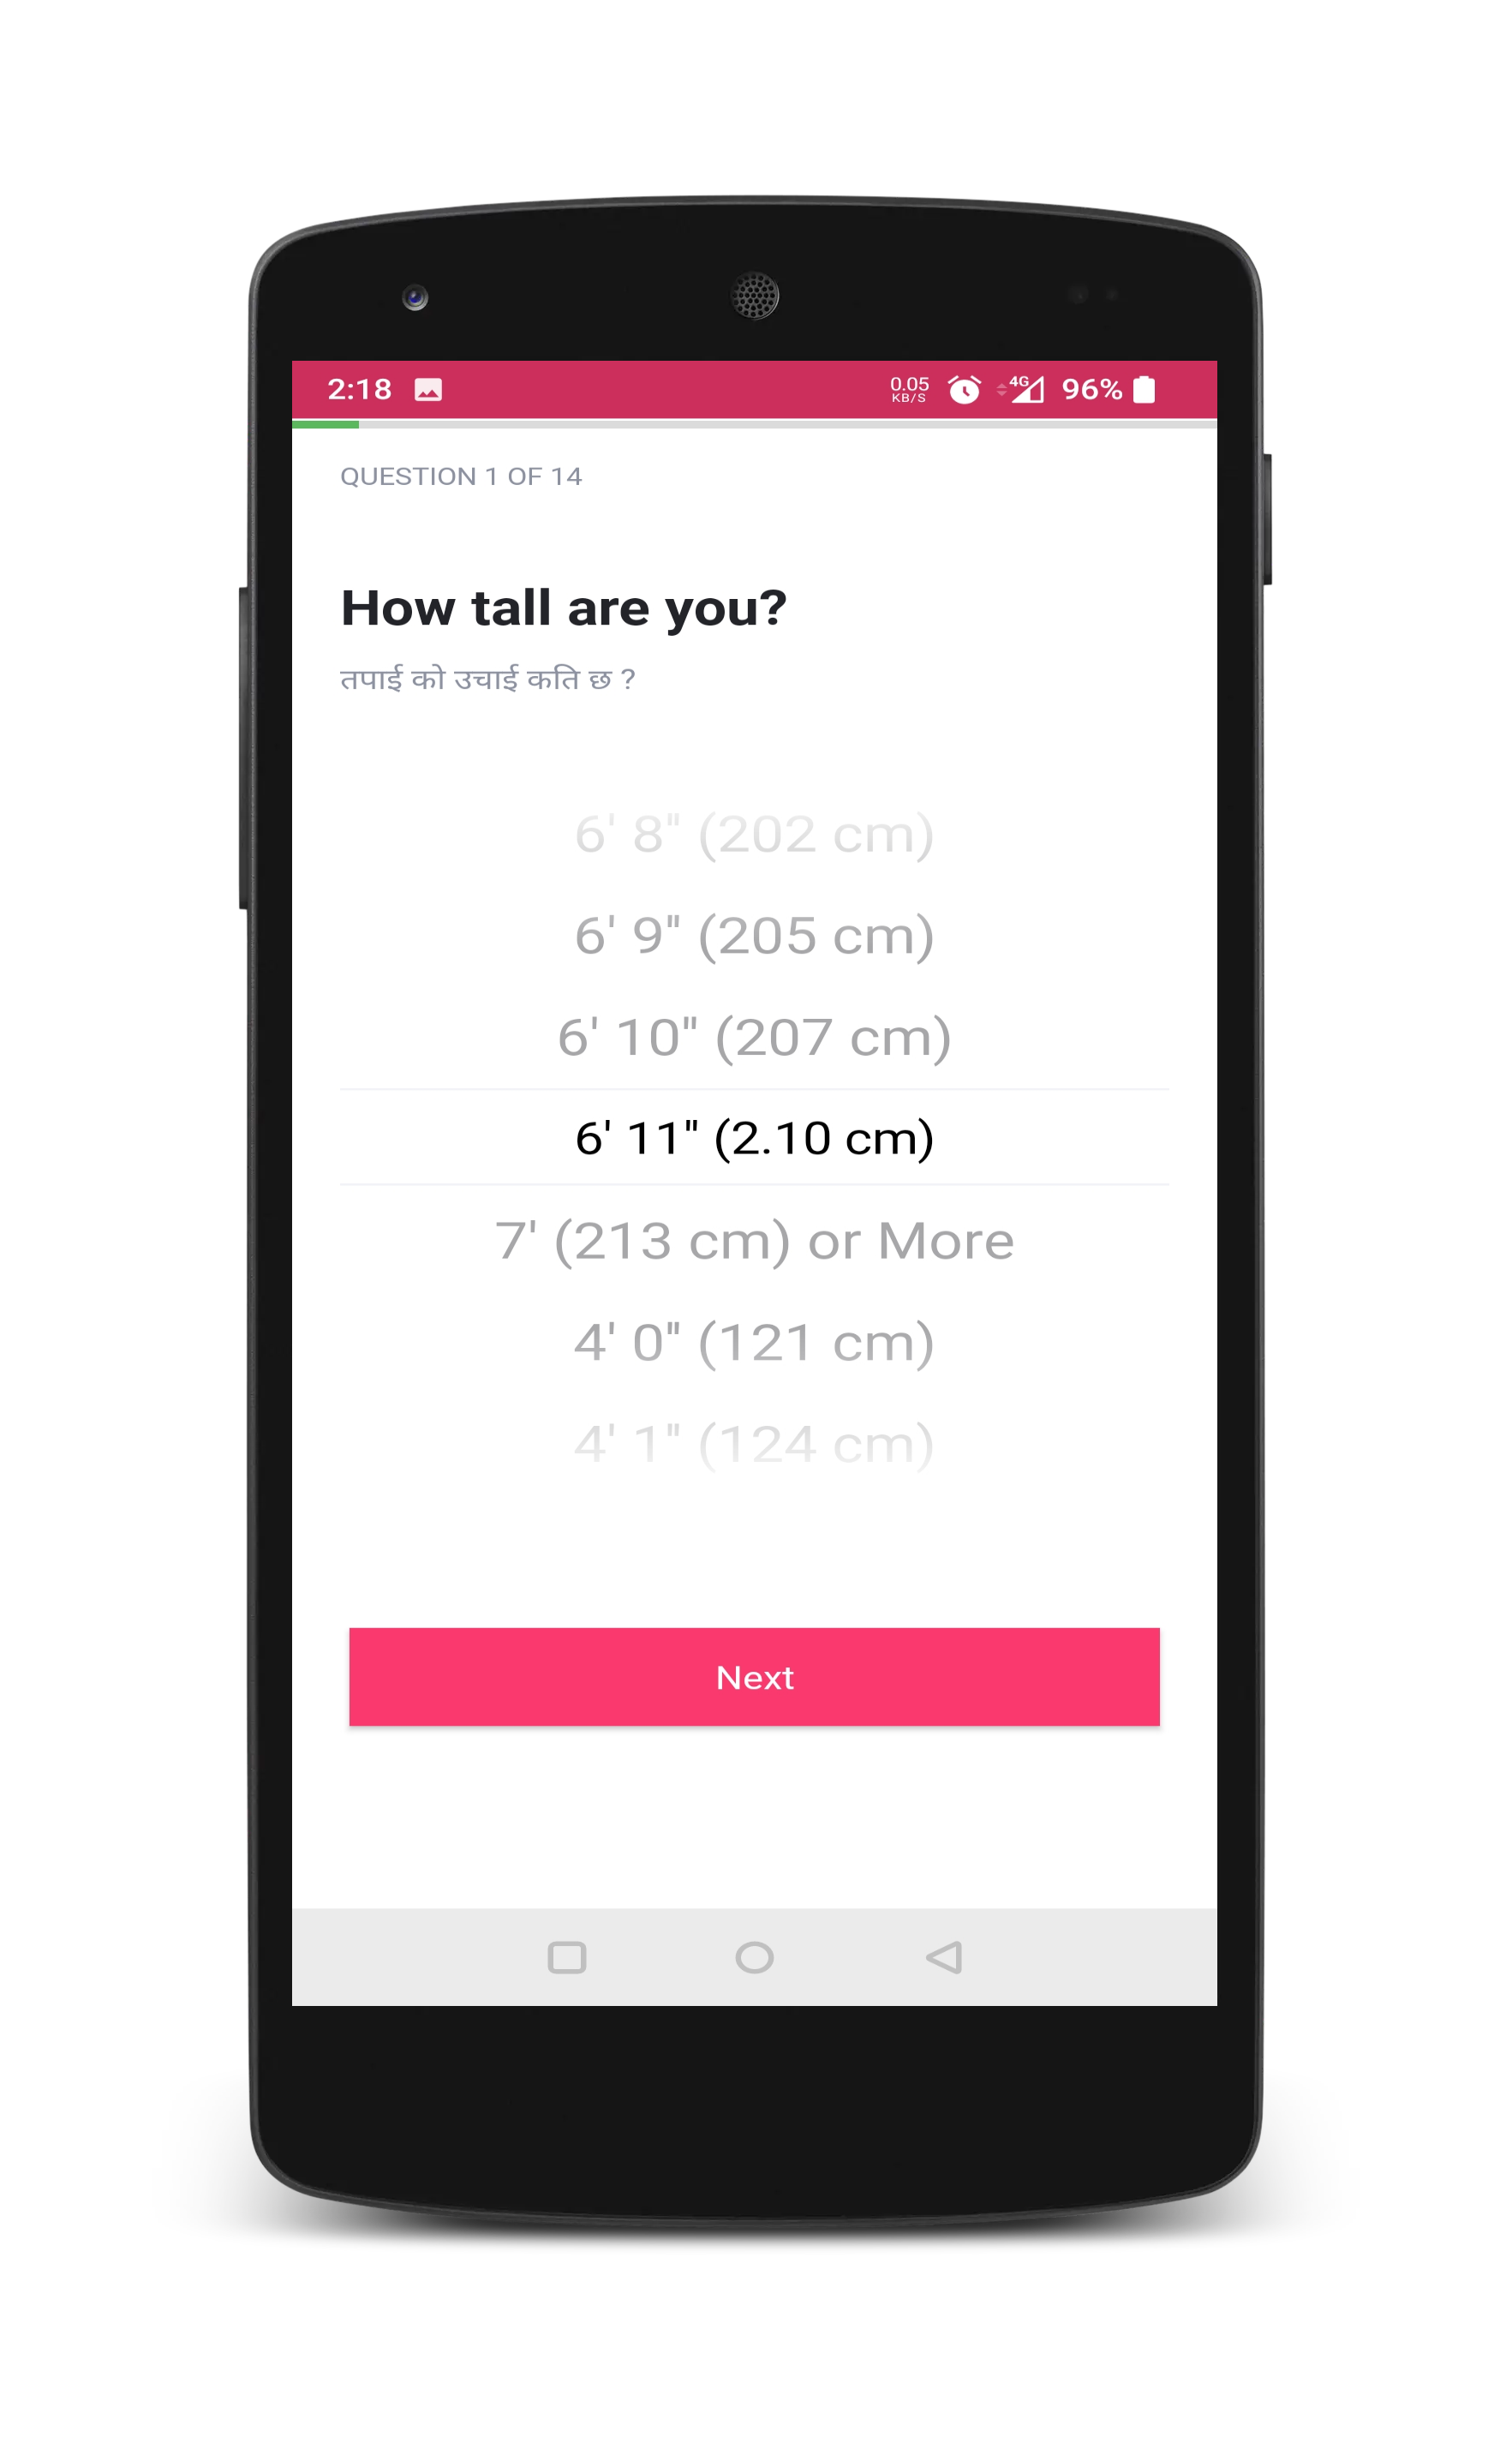 2:18 0.05 KB/S 4G 96%
QUESTION 1 OF 14
How tall are you?
तपाई को उचाई कति छ ?
6' 8" (202 cm)
6' 9" (205 cm)
6' 10" (207 cm)
6' 11" (2.10 cm)
7' (213 cm) or More
4' 0" (121 cm)
4' 1" (124 cm)
Next